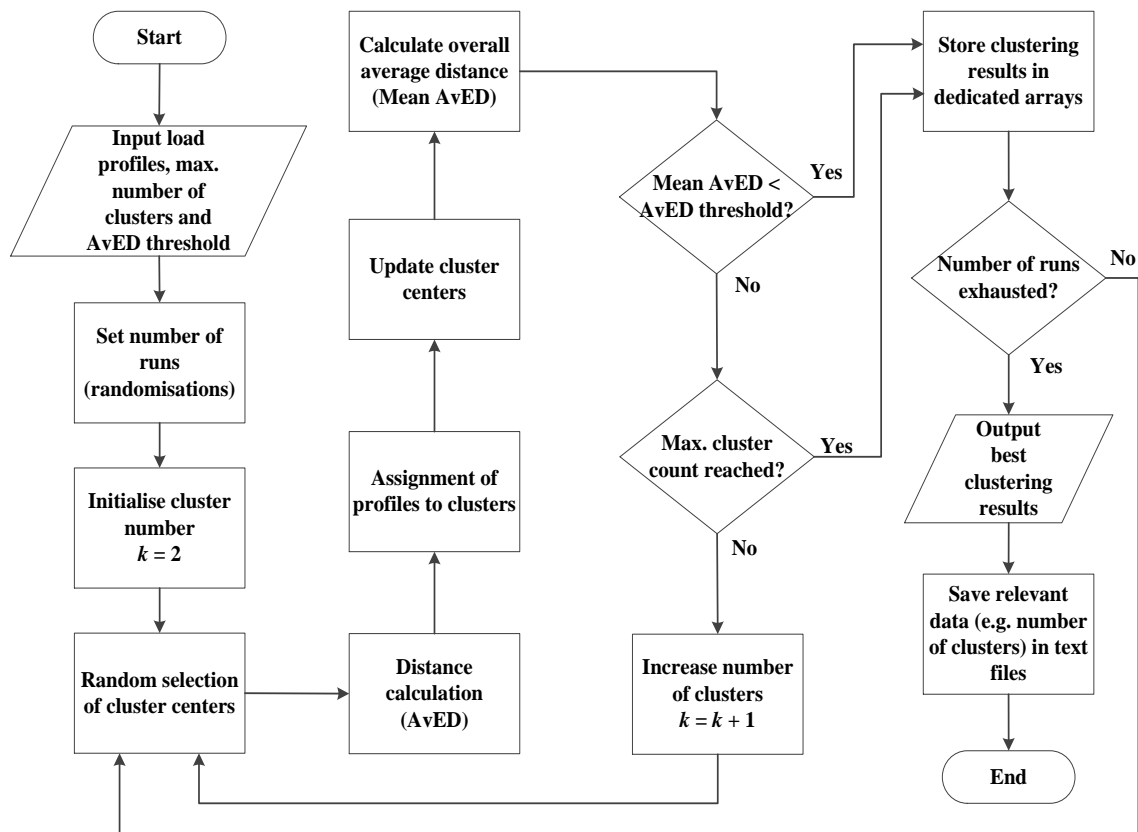 Start
Input load
profiles, max.
number of
clusters and
AvED threshold
Set number of
runs
(randomisations)
Initialise cluster
number
k = 2
Random selection
of cluster centers
Distance
calculation
(AvED)
Assignment of
profiles to clusters
Update cluster
centers
Calculate overall
average distance
(Mean AvED)
Mean AvED <
AvED threshold?
Yes
No
Max. cluster
count reached?
Yes
No
Increase number
of clusters
k = k + 1
Store clustering
results in
dedicated arrays
Number of runs
exhausted?
No
Yes
Output
best
clustering
results
Save relevant
data (e.g. number
of clusters) in text
files
End